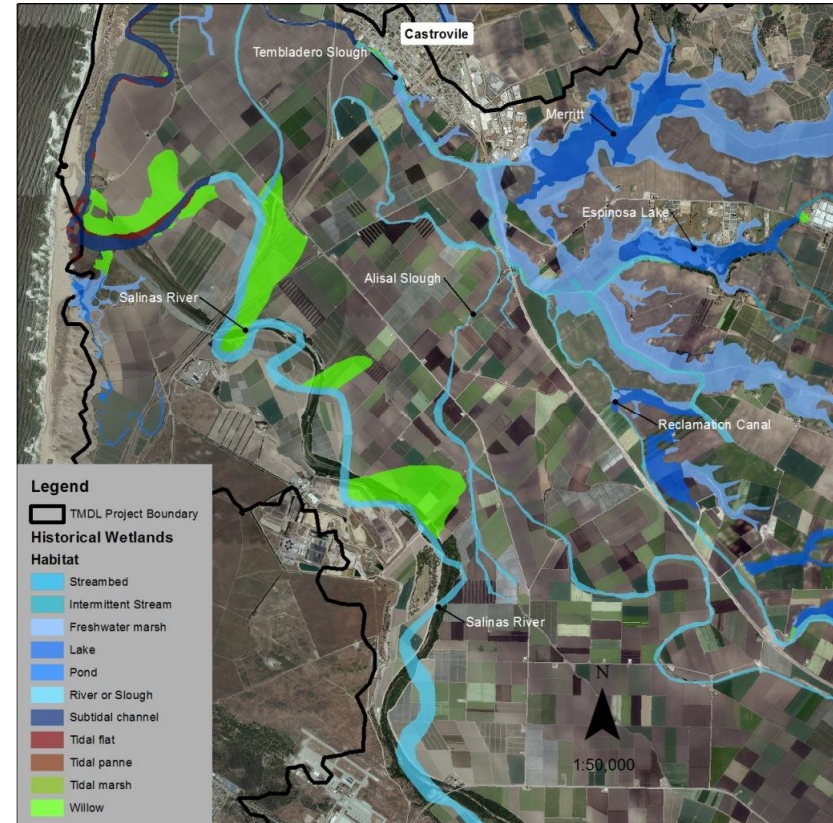 Castrovile
Tembladero Slough
Merritt
Espinosa Lake
Alisal Slough
Salinas River
Reclamation Canal
Salinas River
N
1:50,000
Legend
TMDL Project Boundary
Historical Wetlands
Habitat
Streambed
Intermittent Stream
Freshwater marsh
Lake
Pond
River or Slough
Subtidal channel
Tidal flat
Tidal panne
Tidal marsh
Willow